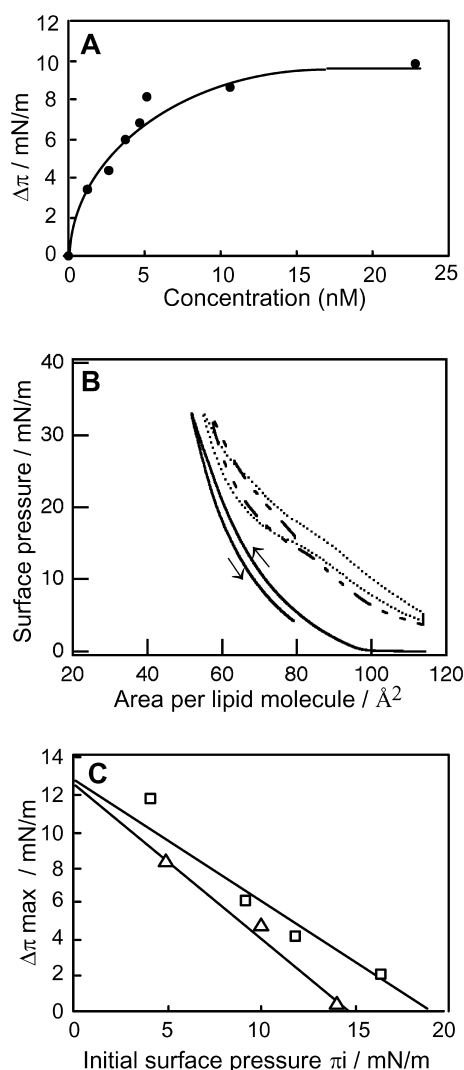 12
A
10
8
6
4
2
0
Δπ / mN/m
0 5 10 15 20 25
Concentration (nM)
40
B
30
20
10
0
Surface pressure / mN/m
20 40 60 80 100 120
Area per lipid molecule / Å2
14
C
12
10
8
6
4
2
0
Δπ max / mN/m
0 5 10 15 20
Initial surface pressure πi / mN/m